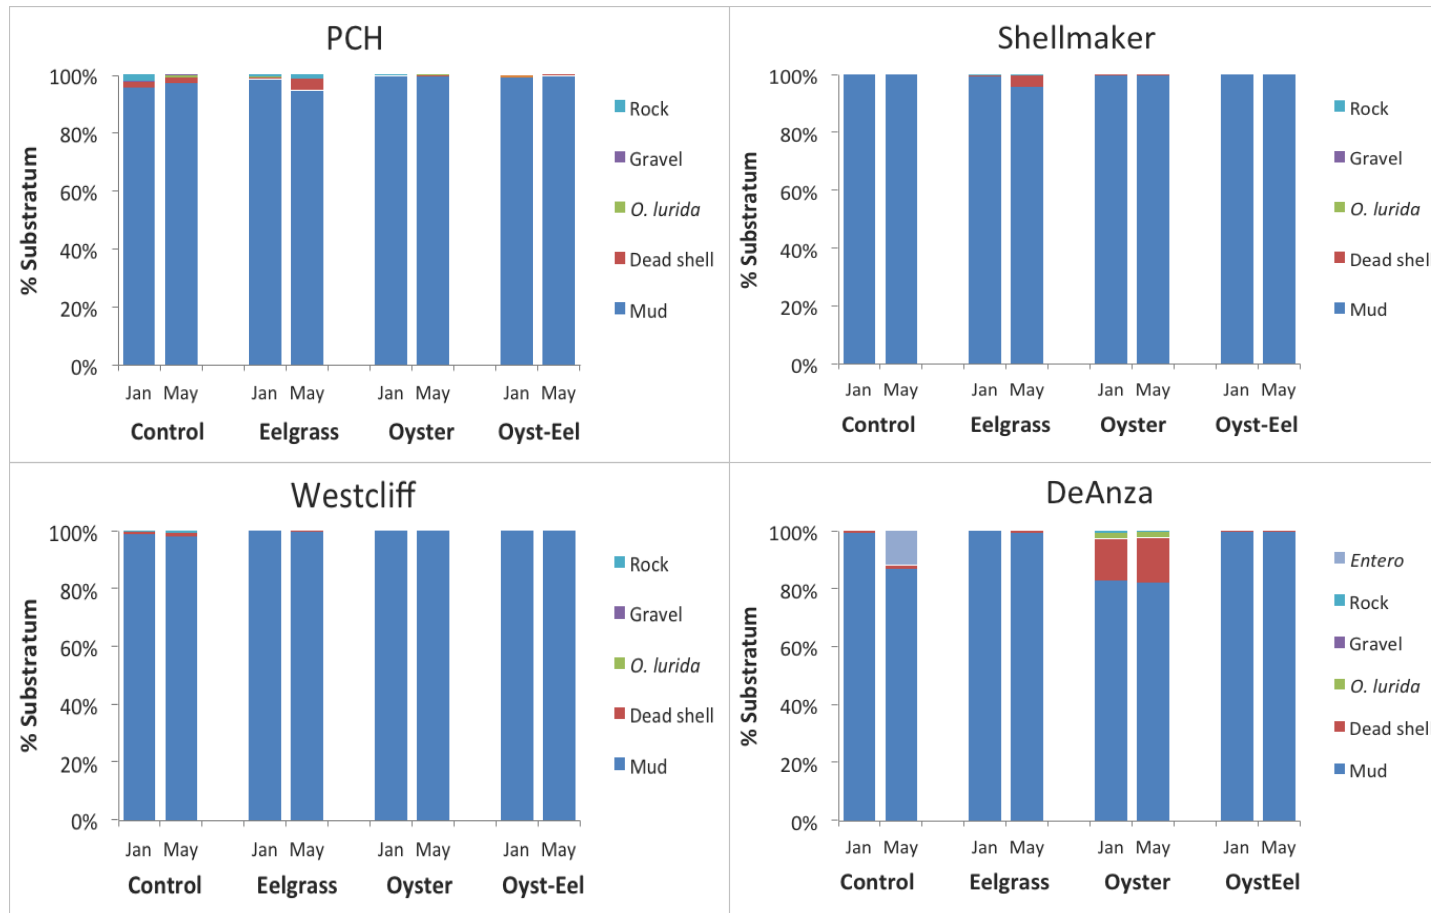 PCH
100%
80%
60%
40%
20%
0%
% Substratum
Jan May Jan May Jan May Jan May
Control Eelgrass Oyster Oyst-Eel
Rock
Gravel
O. lurida
Dead shell
Mud
Shellmaker
100%
80%
60%
40%
20%
0%
% Substratum
Jan May Jan May Jan May Jan May
Control Eelgrass Oyster Oyst-Eel
Rock
Gravel
O. lurida
Dead shell
Mud
Westcliff
100%
80%
60%
40%
20%
0%
% Substratum
Jan May Jan May Jan May Jan May
Control Eelgrass Oyster Oyst-Eel
Rock
Gravel
O. lurida
Dead shell
Mud
DeAnza
100%
80%
60%
40%
20%
0%
% Substratum
Jan May Jan May Jan May Jan May
Control Eelgrass Oyster OystEel
Entero
Rock
Gravel
O. lurida
Dead shell
Mud